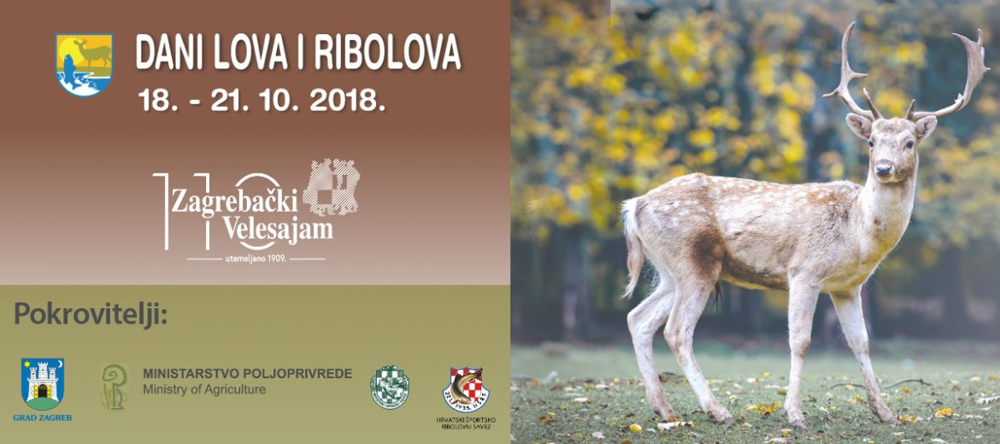 DANI LOVA I RIBOLOVA
18. - 21. 10. 2018.
Zagrebački
Velesajam
utemeljeno 1909.
Pokrovitelji:
GRAD ZAGREB
MINISTARSTVO POLJOPRIVREDE
Ministry of Agriculture
HRVATSKI ŠPORTSKO
RIBOLOVNI SAVEZ